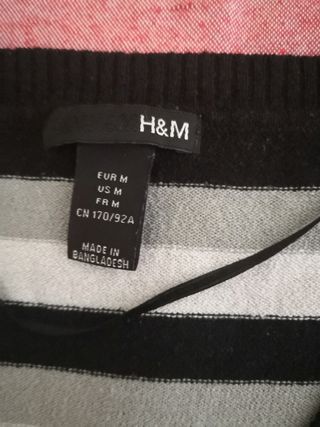 H&M
EUR M
US M
FR M
CN 170/92A
MADE IN
BANGLADESH